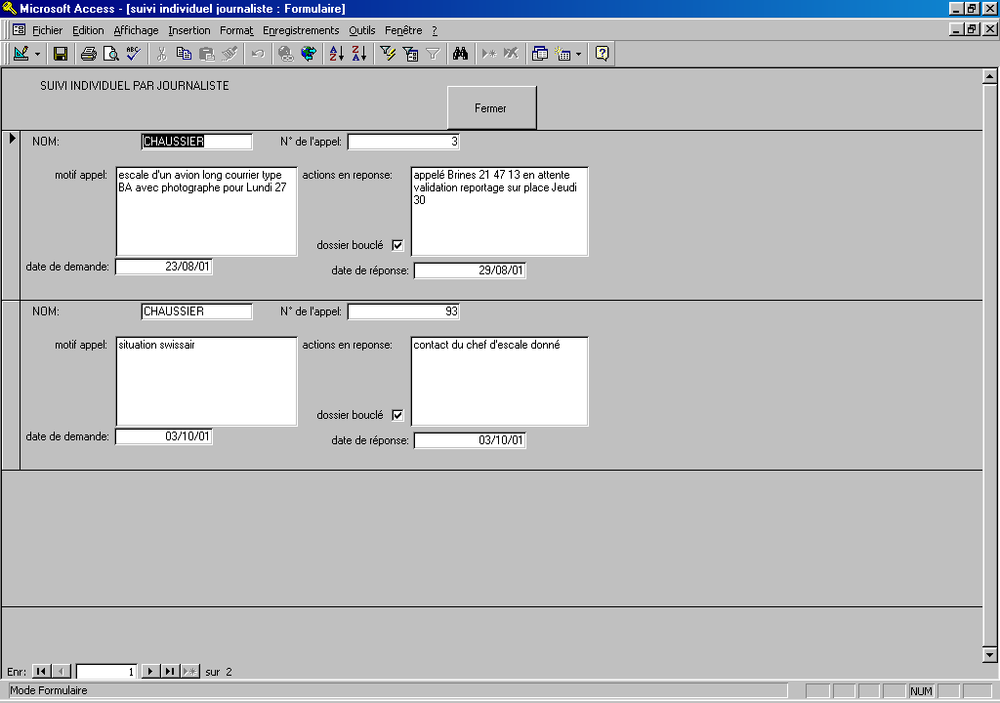 Microsoft Access - [suivi individuel journaliste : Formulaire]
Fichier Edition Affichage Insertion Format Enregistrements Outils Fenêtre ?
SUIVI INDIVIDUEL PAR JOURNALISTE
Fermer
NOM: CHAUSSIER N° de l'appel: 3
motif appel: escale d'un avion long courrier type
BA avec photographe pour Lundi 27
actions en reponse: appelé Brines 21 47 13 en attente
validation reportage sur place Jeudi
30
dossier bouclé
date de demande: 23/08/01
date de réponse: 29/08/01
NOM: CHAUSSIER N° de l'appel: 93
motif appel: situation swissair
actions en reponse: contact du chef d'escale donné
dossier bouclé
date de demande: 03/10/01
date de réponse: 03/10/01
Enr: 1 sur 2
Mode Formulaire NUM